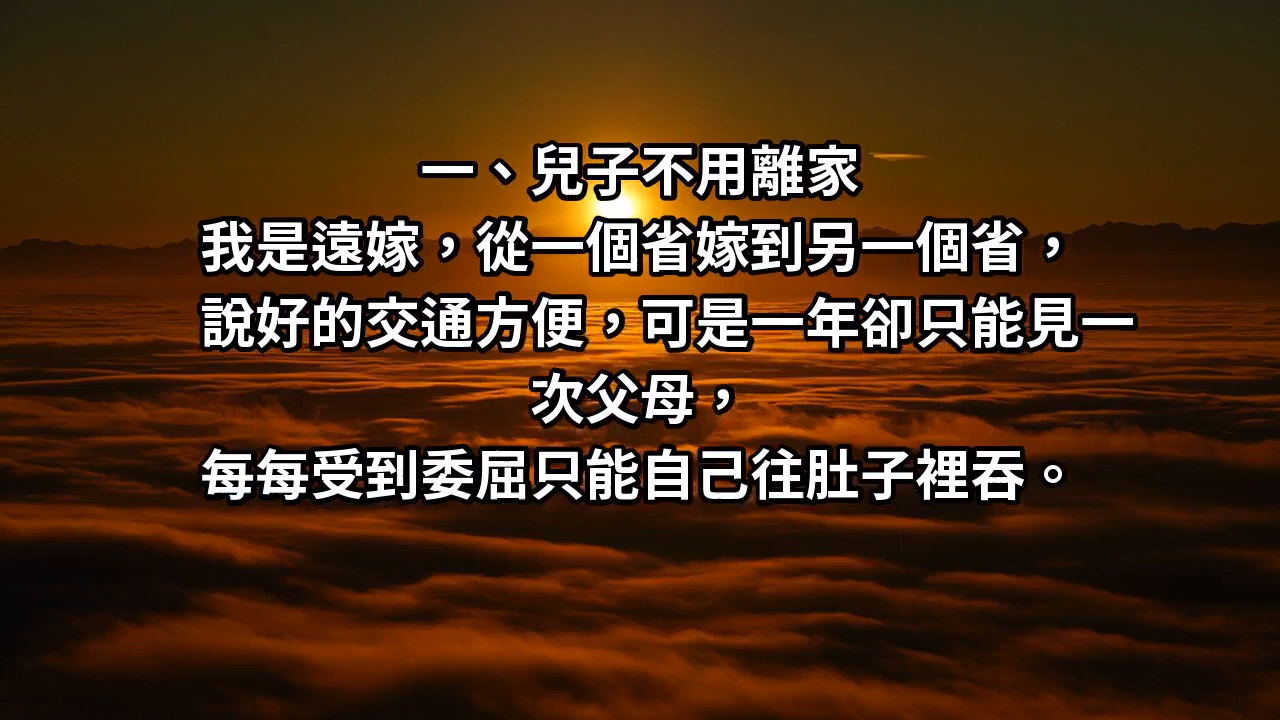 一、兒子不用離家
我是遠嫁，從一個省嫁到另一個省，
說好的交通方便，可是一年卻只能見一
次父母，
每每受到委屈只能自己往肚子裡吞。